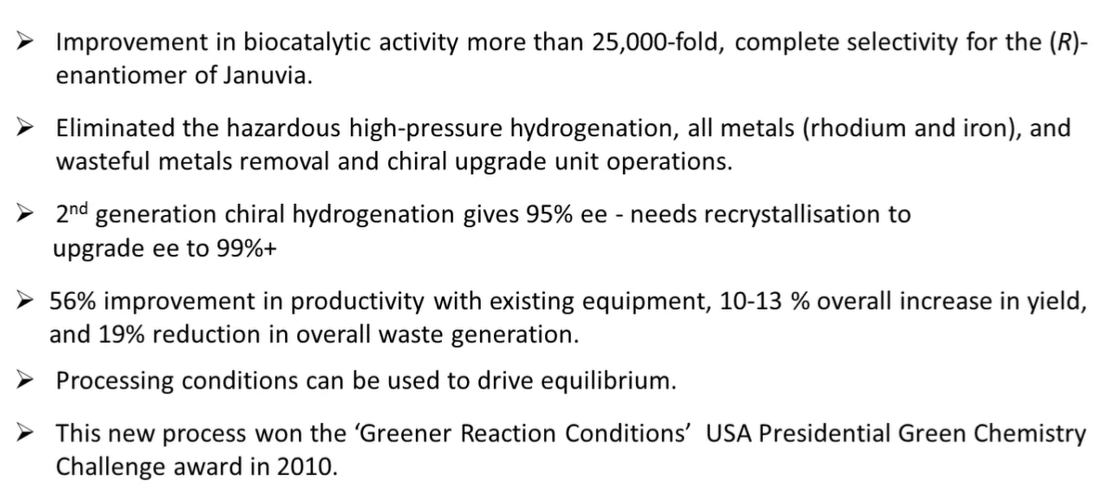 ➢ Improvement in biocatalytic activity more than 25,000-fold, complete selectivity for the (R)-
enantiomer of Januvia.
➢ Eliminated the hazardous high-pressure hydrogenation, all metals (rhodium and iron), and
wasteful metals removal and chiral upgrade unit operations.
➢ 2nd generation chiral hydrogenation gives 95% ee - needs recrystallisation to
upgrade ee to 99%+
➢ 56% improvement in productivity with existing equipment, 10-13 % overall increase in yield,
and 19% reduction in overall waste generation.
➢ Processing conditions can be used to drive equilibrium.
➢ This new process won the ‘Greener Reaction Conditions’ USA Presidential Green Chemistry
Challenge award in 2010.